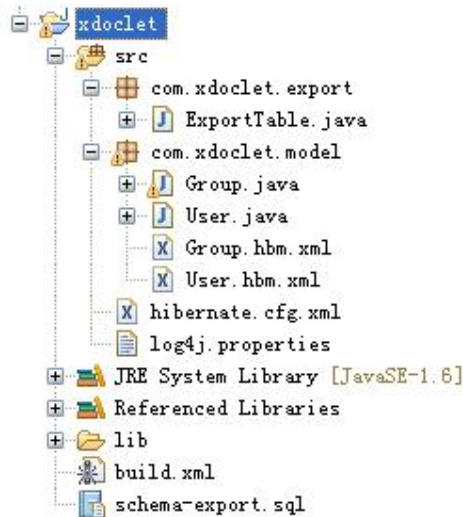 xdoclet
src
com.xdoclet.export
ExportTable.java
com.xdoclet.model
Group.java
User.java
Group.hbm.xml
User.hbm.xml
hibernate.cfg.xml
log4j.properties
JRE System Library [JavaSE-1.6]
Referenced Libraries
lib
build.xml
schema-export.sql